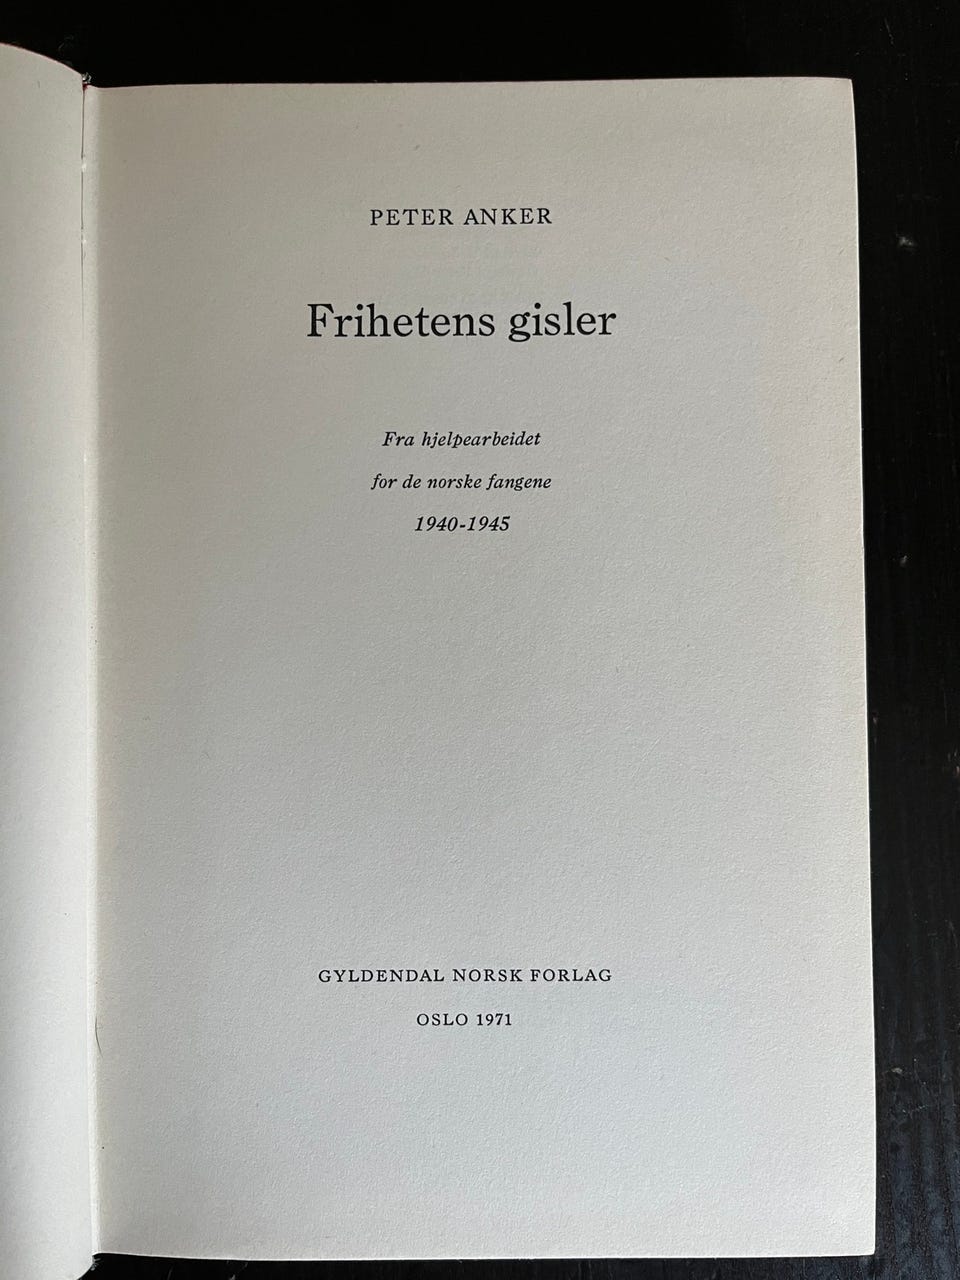 PETER ANKER
Frihetens gisler
Fra hjelpearbeidet
for de norske fangene
1940-1945
GYLDENDAL NORSK FORLAG
OSLO 1971